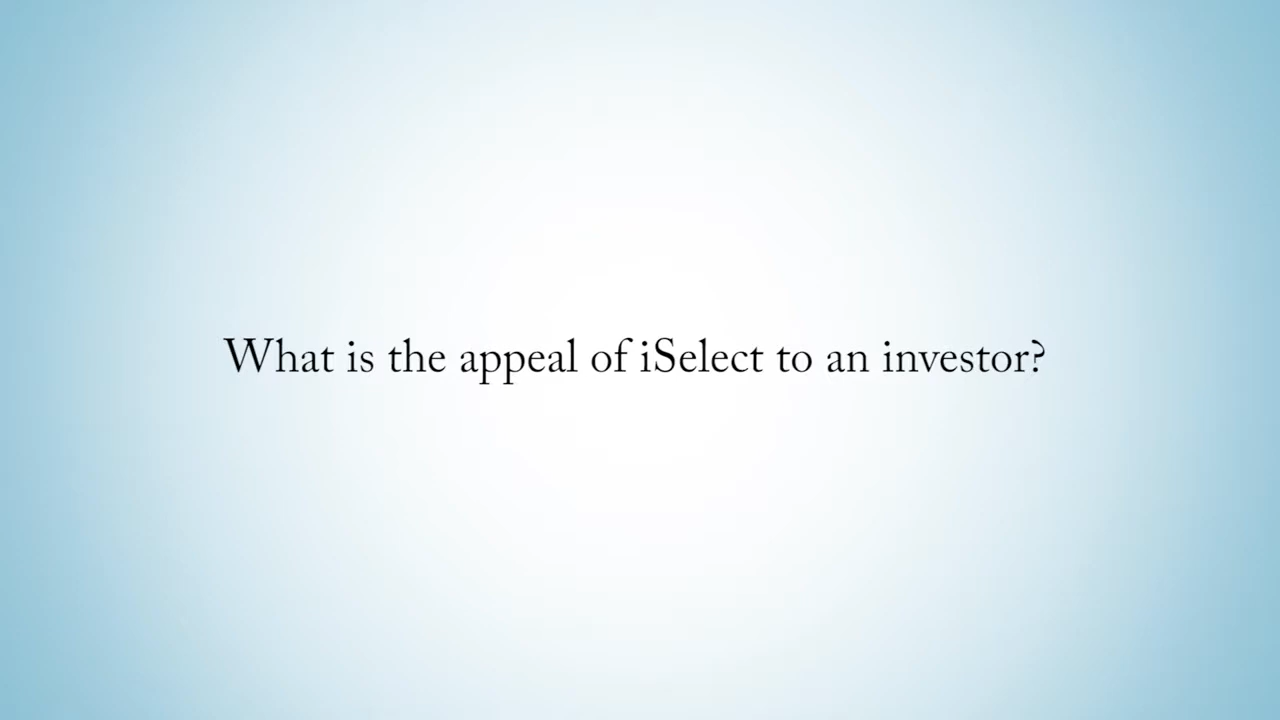 What is the appeal of iSelect to an investor?